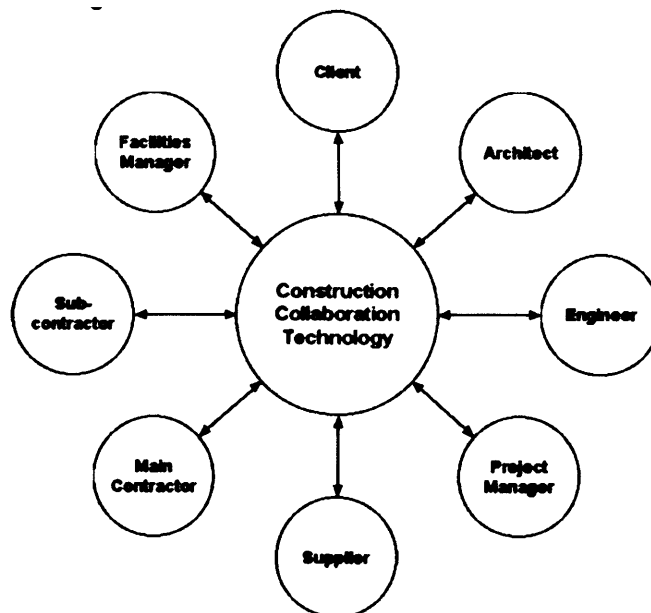 Client
Facilities
Manager
Architect
Construction
Collaboration
Technology
Sub-
contractor
Engineer
Main
Contractor
Project
Manager
Supplier